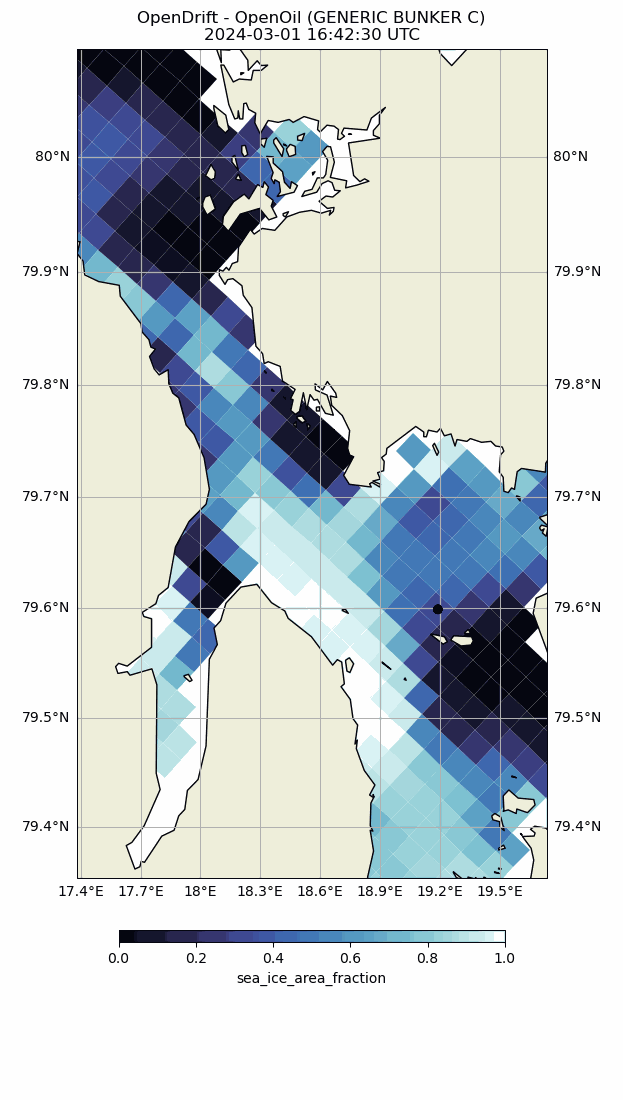 OpenDrift - OpenOil (GENERIC BUNKER C)
2024-03-01 16:42:30 UTC
80°N 80°N
79.9°N 79.9°N
79.8°N 79.8°N
79.7°N 79.7°N
79.6°N 79.6°N
79.5°N 79.5°N
79.4°N 79.4°N
17.4°E 17.7°E 18°E 18.3°E 18.6°E 18.9°E 19.2°E 19.5°E
0.0 0.2 0.4 0.6 0.8 1.0
sea_ice_area_fraction